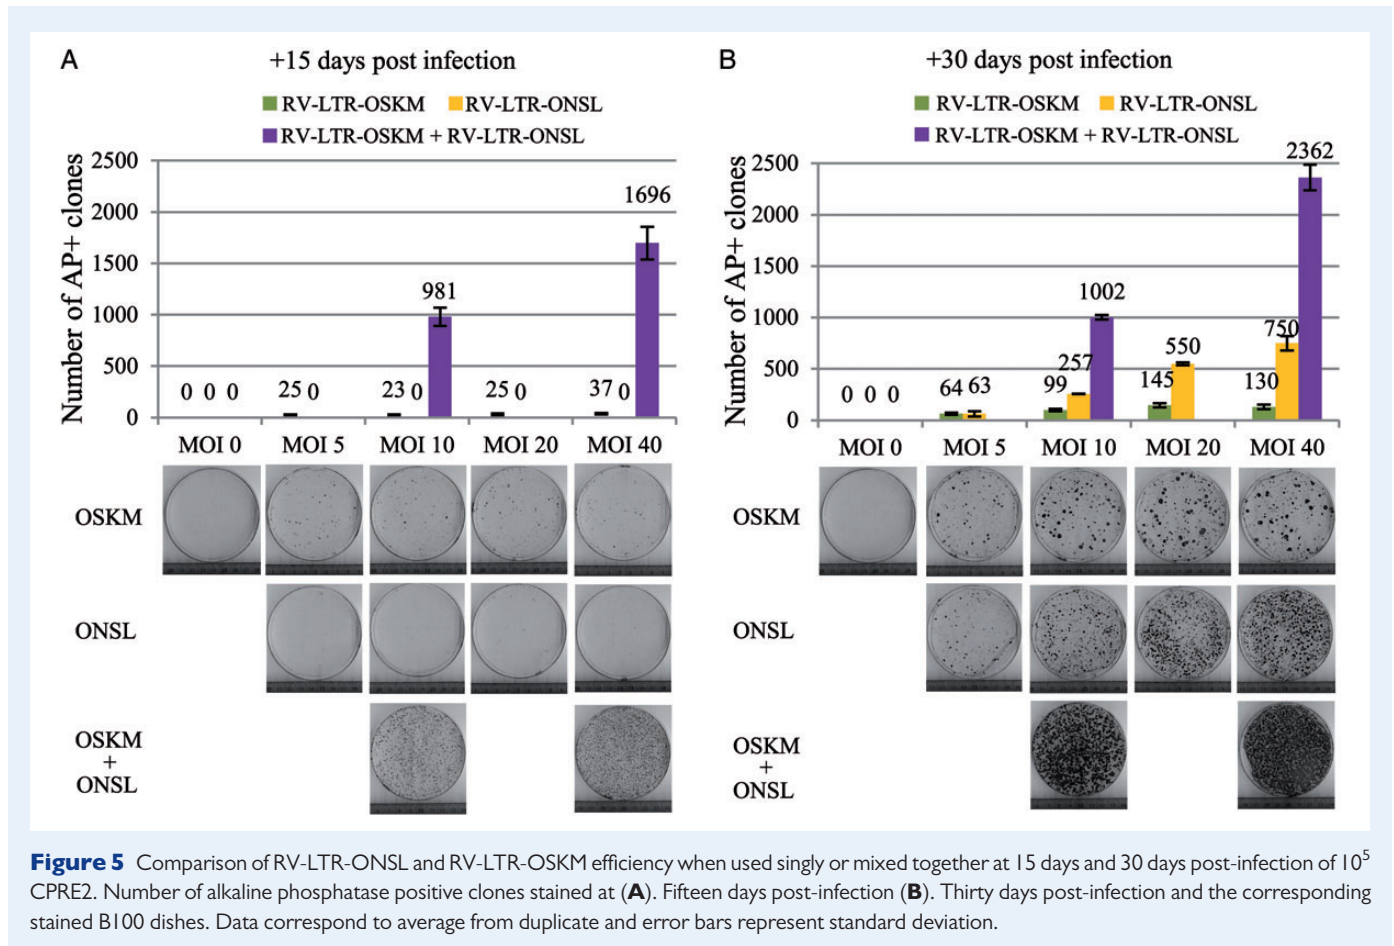 A
+15 days post infection
RV-LTR-OSKM RV-LTR-ONSL
RV-LTR-OSKM + RV-LTR-ONSL
Number of AP+ clones
2500
2000
1500
1000
500
0
0 0 0
25 0
23 0
981
25 0
37 0
1696
MOI 0 MOI 5 MOI 10 MOI 20 MOI 40
OSKM
ONSL
OSKM
+
ONSL
B
+30 days post infection
RV-LTR-OSKM RV-LTR-ONSL
RV-LTR-OSKM + RV-LTR-ONSL
Number of AP+ clones
2500
2000
1500
1000
500
0
0 0 0
64 63
99
257
1002
145
550
130
750
2362
MOI 0 MOI 5 MOI 10 MOI 20 MOI 40
OSKM
ONSL
OSKM
+
ONSL
Figure 5 Comparison of RV-LTR-ONSL and RV-LTR-OSKM efficiency when used singly or mixed together at 15 days and 30 days post-infection of 10⁵
CPRE2. Number of alkaline phosphatase positive clones stained at (A). Fifteen days post-infection (B). Thirty days post-infection and the corresponding
stained B100 dishes. Data correspond to average from duplicate and error bars represent standard deviation.